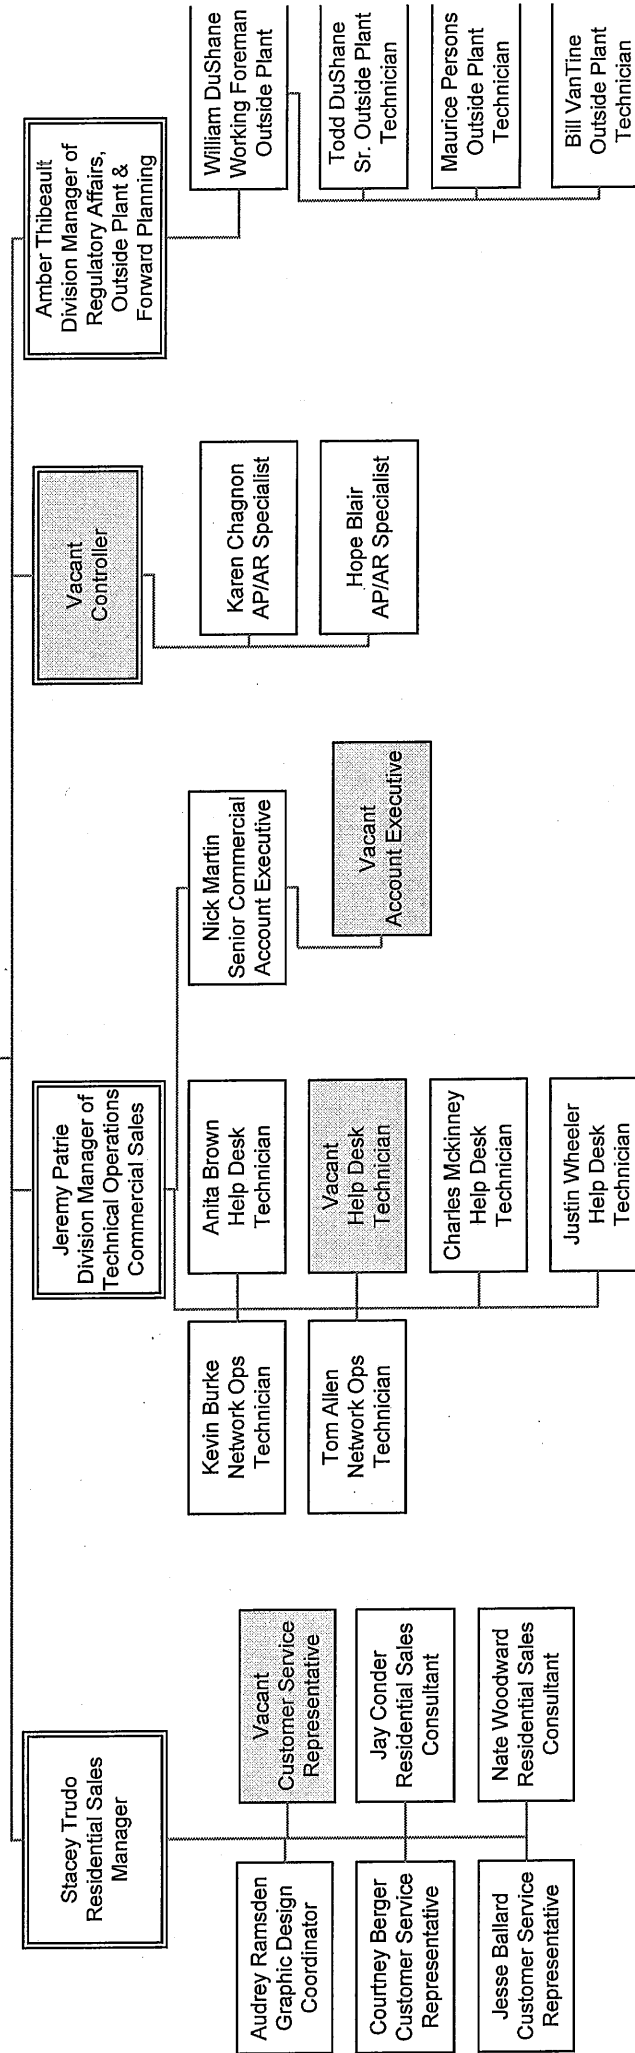 Stacey Trudo
Residential Sales
Manager
Audrey Ramsden
Graphic Design
Coordinator
Vacant
Customer Service
Representative
Courtney Berger
Customer Service
Representative
Jay Conder
Residential Sales
Consultant
Jesse Ballard
Customer Service
Representative
Nate Woodward
Residential Sales
Consultant
Jeremy Patrie
Division Manager of
Technical Operations
Commercial Sales
Kevin Burke
Network Ops
Technician
Anita Brown
Help Desk
Technician
Tom Allen
Network Ops
Technician
Vacant
Help Desk
Technician
Charles Mckinney
Help Desk
Technician
Justin Wheeler
Help Desk
Technician
Nick Martin
Senior Commercial
Account Executive
Vacant
Account Executive
Vacant
Controller
Karen Chagnon
AP/AR Specialist
Hope Blair
AP/AR Specialist
Amber Thibeault
Division Manager of
Regulatory Affairs,
Outside Plant &
Forward Planning
William DuShane
Working Foreman
Outside Plant
Todd DuShane
Sr. Outside Plant
Technician
Maurice Persons
Outside Plant
Technician
Bill VanTine
Outside Plant
Technician